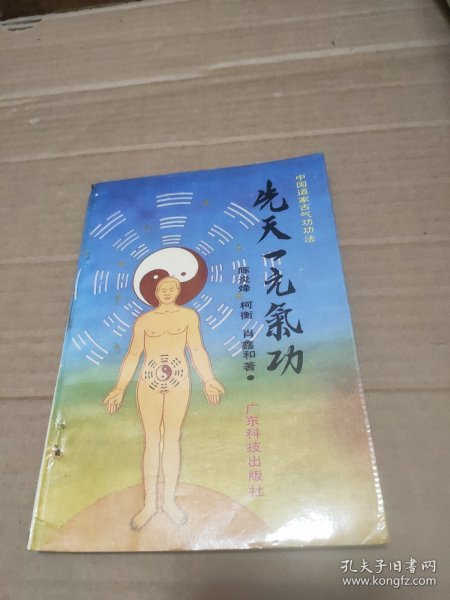 中国道家古气功功法
先天一元氣功
陈炎烽 柯衡 肖鑫和著
广东科技出版社
孔夫子旧书网
www.kongfz.com